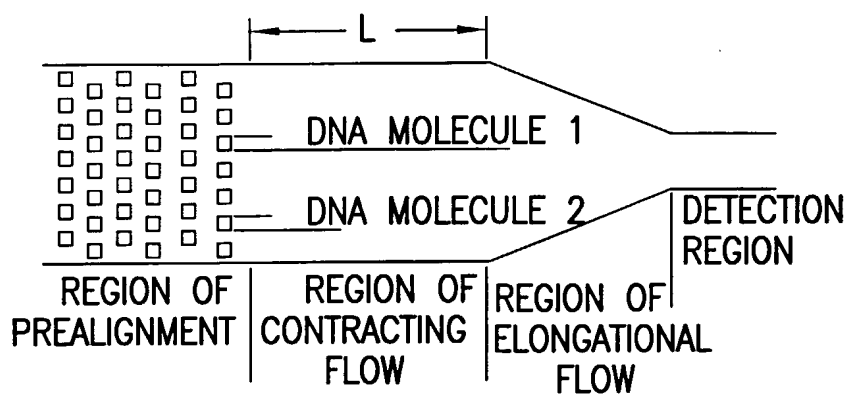 L
DNA MOLECULE 1
DNA MOLECULE 2
DETECTION
REGION
REGION OF
PREALIGNMENT
REGION OF
CONTRACTING
FLOW
REGION OF
ELONGATIONAL
FLOW